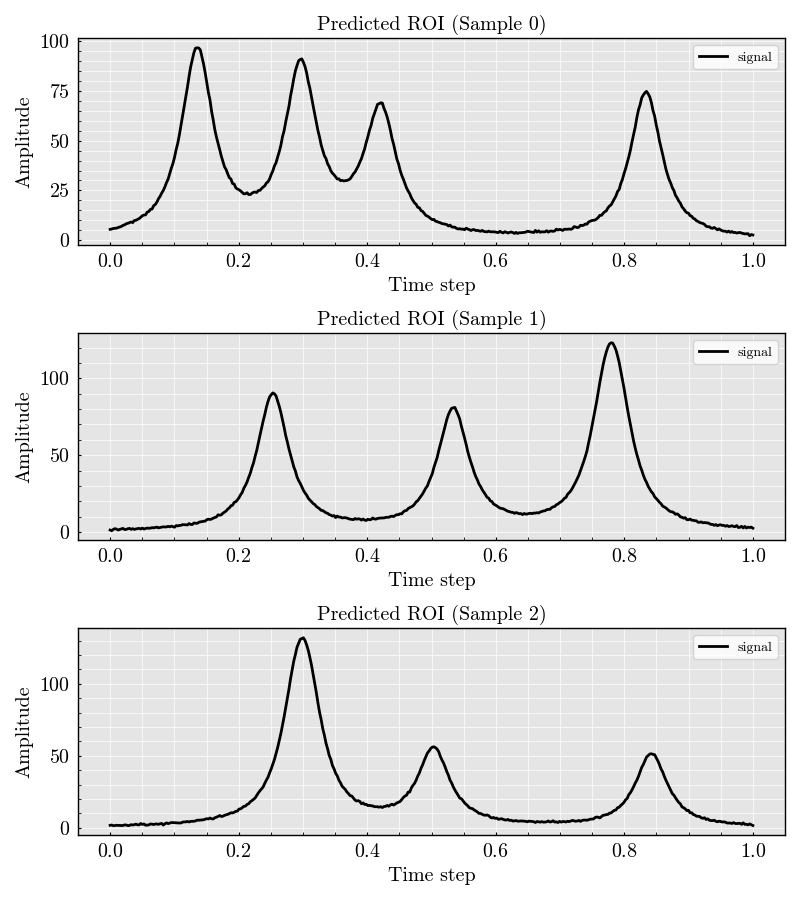 Predicted ROI (Sample 0)
100
75
50
25
0
Amplitude
signal
0.0 0.2 0.4 0.6 0.8 1.0
Time step
Predicted ROI (Sample 1)
100
50
0
Amplitude
signal
0.0 0.2 0.4 0.6 0.8 1.0
Time step
Predicted ROI (Sample 2)
100
50
0
Amplitude
signal
0.0 0.2 0.4 0.6 0.8 1.0
Time step